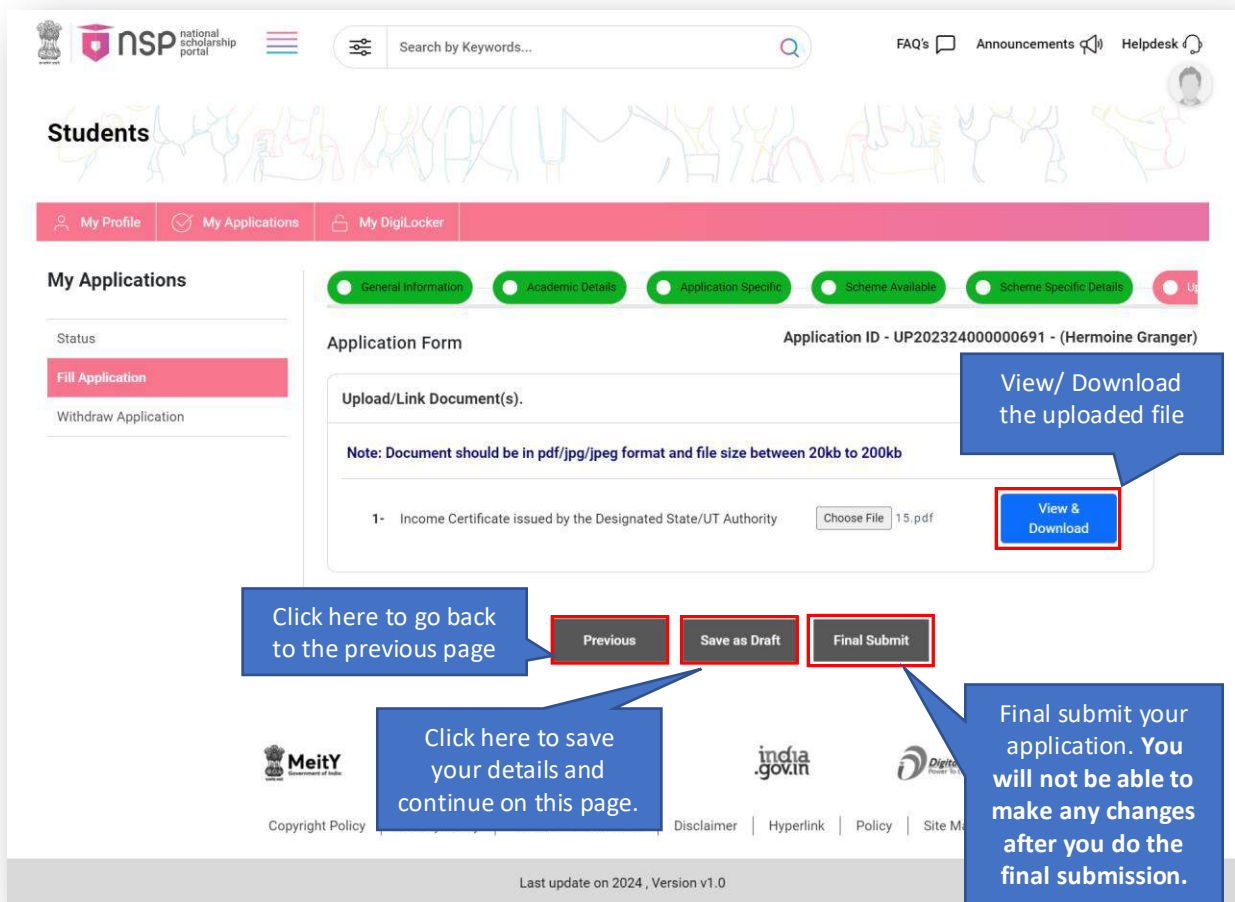 nsp national
scholarship
portal
Search by Keywords...
FAQ's
Announcements
Helpdesk
Students
My Profile
My Applications
My DigiLocker
My Applications
Status
Fill Application
Withdraw Application
General Information
Academic Details
Application Specific
Scheme Available
Scheme Specific Details
Application Form
Application ID - UP202324000000691 - (Hermoine Granger)
Upload/Link Document(s).
Note: Document should be in pdf/jpg/jpeg format and file size between 20kb to 200kb
1- Income Certificate issued by the Designated State/UT Authority
Choose File 15.pdf
View &
Download
View/ Download
the uploaded file
Click here to go back
to the previous page
Previous
Save as Draft
Final Submit
Click here to save
your details and
continue on this page.
Final submit your
application. You
will not be able to
make any changes
after you do the
final submission.
MeitY
Government of India
india
.gov.in
Copyright Policy
Disclaimer
Hyperlink
Policy
Last update on 2024 , Version v1.0